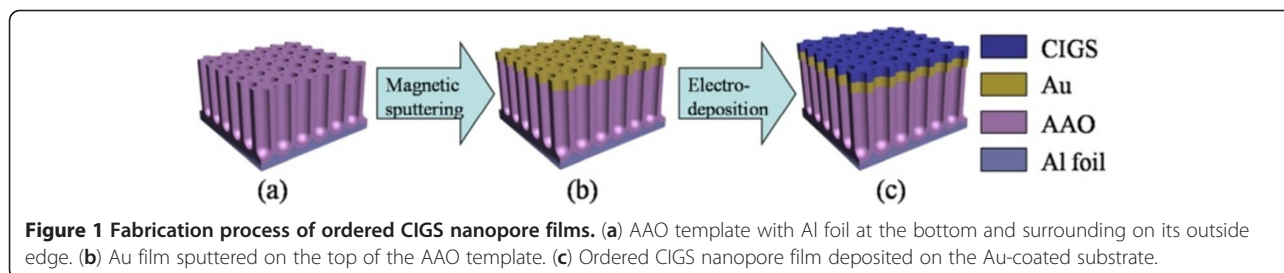 Magnetic
sputtering
Electro-
deposition
CIGS
Au
AAO
Al foil
(a)
(b)
(c)
Figure 1 Fabrication process of ordered CIGS nanopore films. (a) AAO template with Al foil at the bottom and surrounding on its outside
edge. (b) Au film sputtered on the top of the AAO template. (c) Ordered CIGS nanopore film deposited on the Au-coated substrate.